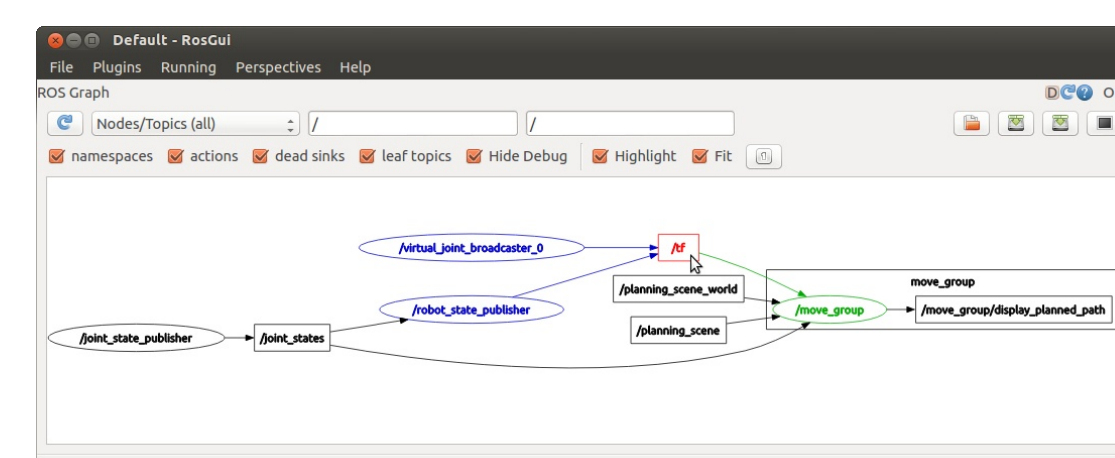 Default - RosGui
File Plugins Running Perspectives Help
ROS Graph
D ? O
Nodes/Topics (all) / /
namespaces actions dead sinks leaf topics Hide Debug Highlight Fit
/virtual_joint_broadcaster_0
/tf
/planning_scene_world
move_group
/robot_state_publisher
/move_group
/move_group/display_planned_path
/planning_scene
/joint_state_publisher
/joint_states